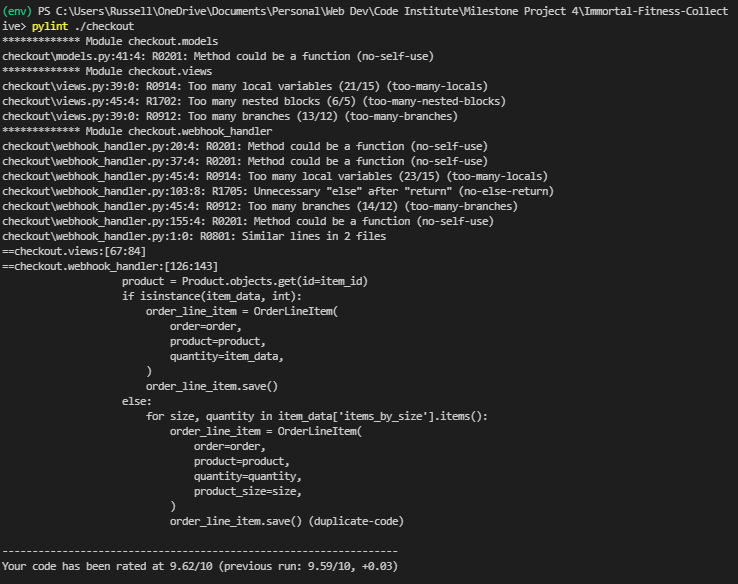 (env) PS C:\Users\Russell\OneDrive\Documents\Personal\Web Dev\Code Institute\Milestone Project 4\Immortal-Fitness-Collect
ive> pylint ./checkout
************* Module checkout.models
checkout\models.py:41:4: R0201: Method could be a function (no-self-use)
************* Module checkout.views
checkout\views.py:39:0: R0914: Too many local variables (21/15) (too-many-locals)
checkout\views.py:45:4: R1702: Too many nested blocks (6/5) (too-many-nested-blocks)
checkout\views.py:39:0: R0912: Too many branches (13/12) (too-many-branches)
************* Module checkout.webhook_handler
checkout\webhook_handler.py:20:4: R0201: Method could be a function (no-self-use)
checkout\webhook_handler.py:37:4: R0201: Method could be a function (no-self-use)
checkout\webhook_handler.py:45:4: R0914: Too many local variables (23/15) (too-many-locals)
checkout\webhook_handler.py:103:8: R1705: Unnecessary "else" after "return" (no-else-return)
checkout\webhook_handler.py:45:4: R0912: Too many branches (14/12) (too-many-branches)
checkout\webhook_handler.py:155:4: R0201: Method could be a function (no-self-use)
checkout\webhook_handler.py:1:0: R0801: Similar lines in 2 files
==checkout.views:[67:84]
==checkout.webhook_handler:[126:143]
                    product = Product.objects.get(id=item_id)
                    if isinstance(item_data, int):
                        order_line_item = OrderLineItem(
                            order=order,
                            product=product,
                            quantity=item_data,
                        )
                        order_line_item.save()
                    else:
                        for size, quantity in item_data['items_by_size'].items():
                            order_line_item = OrderLineItem(
                                order=order,
                                product=product,
                                quantity=quantity,
                                product_size=size,
                            )
                            order_line_item.save() (duplicate-code)
------------------------------------------------------------------
Your code has been rated at 9.62/10 (previous run: 9.59/10, +0.03)